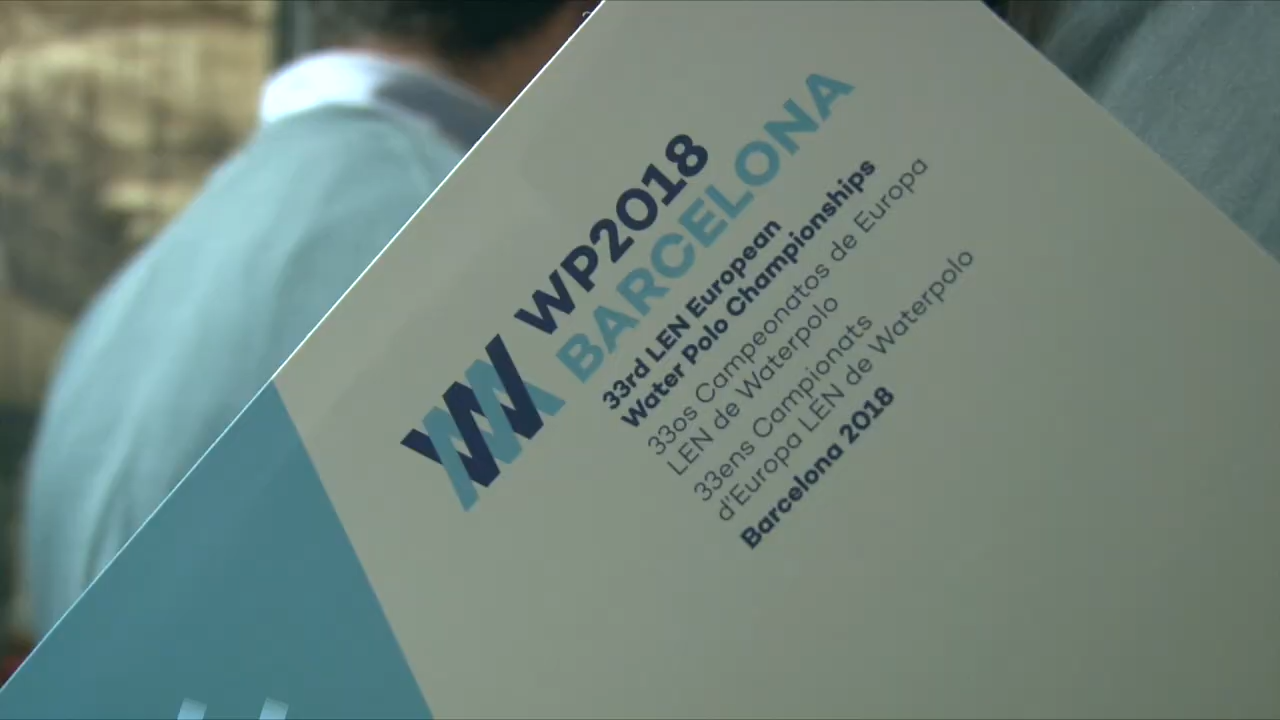 WP2018
BARCELONA
33rd LEN European
Water Polo Championships
33os Campeonatos de Europa
LEN de Waterpolo
33ens Campionats
d'Europa LEN de Waterpolo
Barcelona 2018